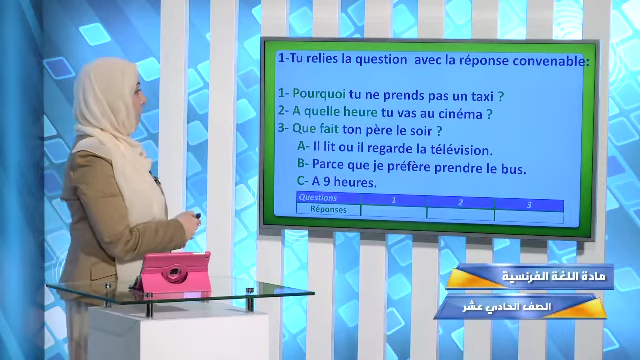 1-Tu relies la question avec la réponse convenable:
1- Pourquoi tu ne prends pas un taxi ?
2- A quelle heure tu vas au cinéma ?
3- Que fait ton père le soir ?
A- Il lit ou il regarde la télévision.
B- Parce que je préfère prendre le bus.
C- A 9 heures.
Questions 1 2 3
Réponses
مادة اللغة الفرنسية
الصف الحادي عشر